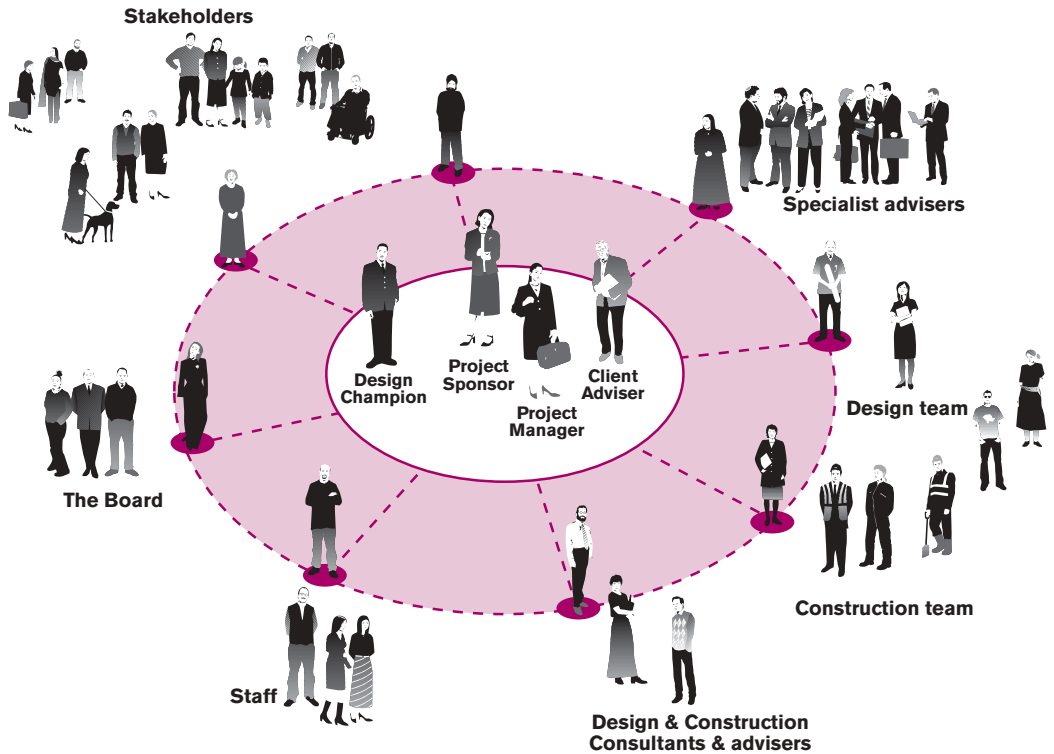 Stakeholders
Specialist advisers
Design
Champion
Project
Sponsor
Project
Manager
Client
Adviser
Design team
The Board
Construction team
Staff
Design & Construction
Consultants & advisers